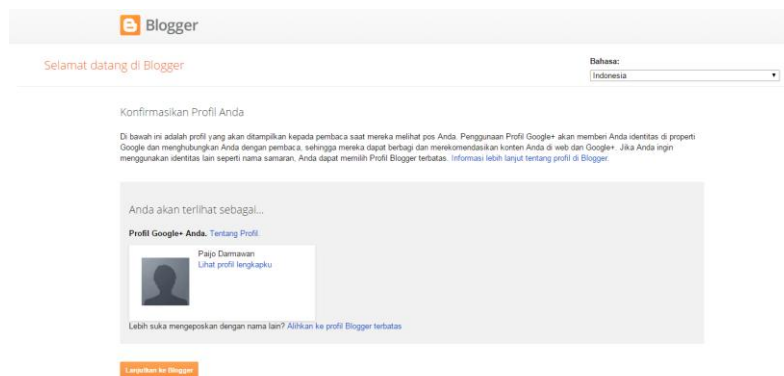 Blogger
Selamat datang di Blogger
Bahasa:
Indonesia
Konfirmasikan Profil Anda
Di bawah ini adalah profil yang akan ditampilkan kepada pembaca saat mereka melihat pos Anda. Penggunaan Profil Google+ akan memberi Anda identitas di properti
Google dan menghubungkan Anda dengan pembaca, sehingga mereka dapat berbagi dan merekomendasikan konten Anda di web dan Google+. Jika Anda ingin
menggunakan identitas lain seperti nama samaran, Anda dapat memilih Profil Blogger terbatas. Informasi lebih lanjut tentang profil di Blogger.
Anda akan terlihat sebagai...
Profil Google+ Anda. Tentang Profil.
Paijo Darmawan
Lihat profil lengkapku
Lebih suka mengeposkan dengan nama lain? Alihkan ke profil Blogger terbatas
Lanjutkan ke Blogger